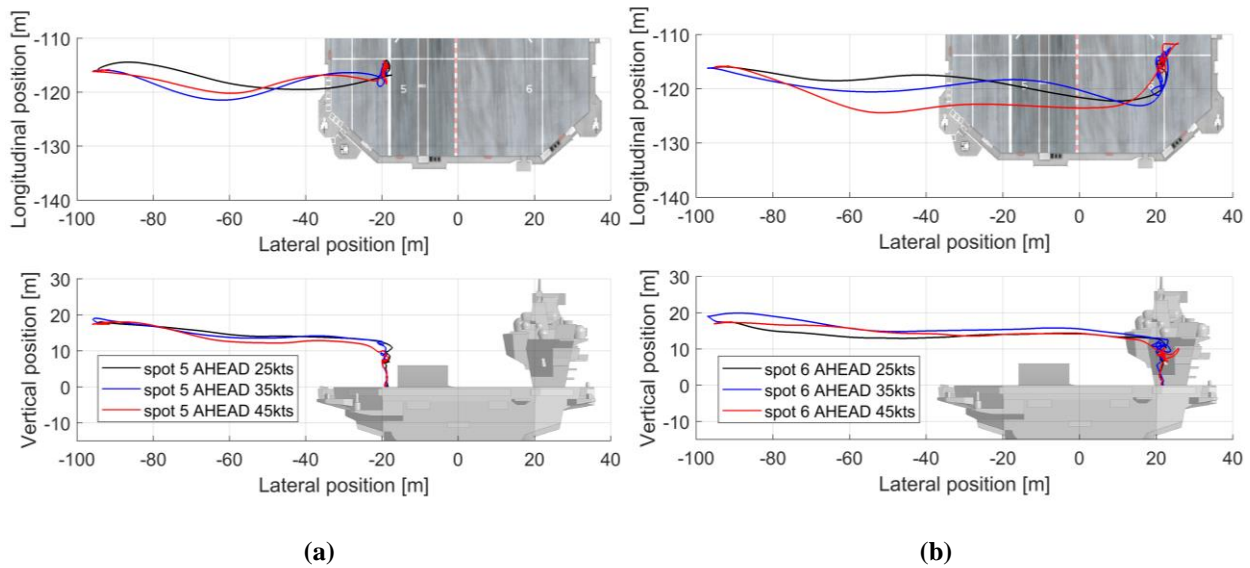 Longitudinal position [m]
-110
-120
-130
-140
5
6
-100 -80 -60 -40 -20 0 20 40
Lateral position [m]
Vertical position [m]
30
20
10
0
-10
spot 5 AHEAD 25kts
spot 5 AHEAD 35kts
spot 5 AHEAD 45kts
-100 -80 -60 -40 -20 0 20 40
Lateral position [m]
(a)
Longitudinal position [m]
-110
-120
-130
-140
-100 -80 -60 -40 -20 0 20 40
Lateral position [m]
Vertical position [m]
30
20
10
0
-10
spot 6 AHEAD 25kts
spot 6 AHEAD 35kts
spot 6 AHEAD 45kts
-100 -80 -60 -40 -20 0 20 40
Lateral position [m]
(b)